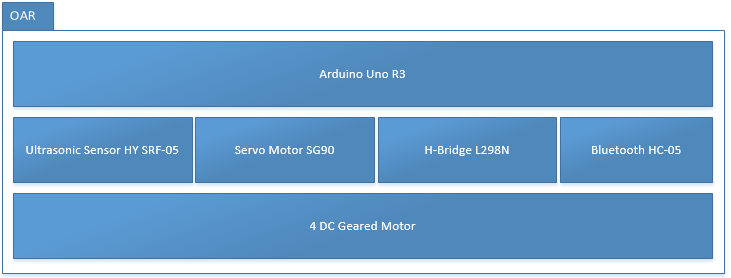 OAR
Arduino Uno R3
Ultrasonic Sensor HY SRF-05
Servo Motor SG90
H-Bridge L298N
Bluetooth HC-05
4 DC Geared Motor